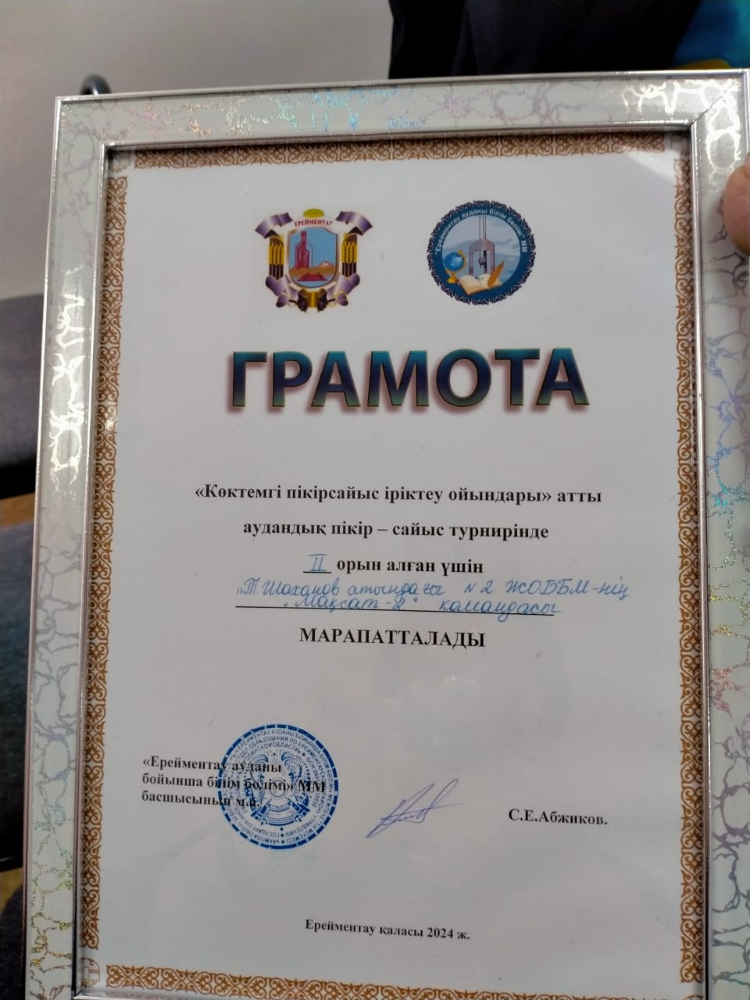 ЕРЕЙМЕНТАУ
"Ерейментау ауданы білім бөлімі" ММ
ГРАМОТА
«Көктемгі пікірсайыс іріктеу ойындары» атты
аудандық пікір – сайыс турнирінде
II орын алған үшін
"Т. Шаханов атындағы N2 ЖОББМ-нің
"Мақсат-2" командасы
МАРАПАТТАЛАДЫ
«Ерейментау ауданы
бойынша білім бөлімі» ММ
басшысының м.а.
С.Е.Абжиков.
Ерейментау қаласы 2024 ж.